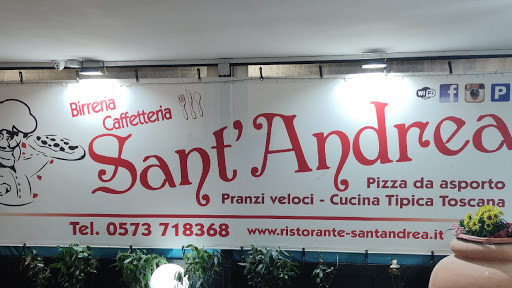 Birreria
Caffetteria
Sant'Andrea
WiFi f P
Pizza da asporto
Pranzi veloci - Cucina Tipica Toscana
Tel. 0573 718368 www.ristorante-santandrea.it